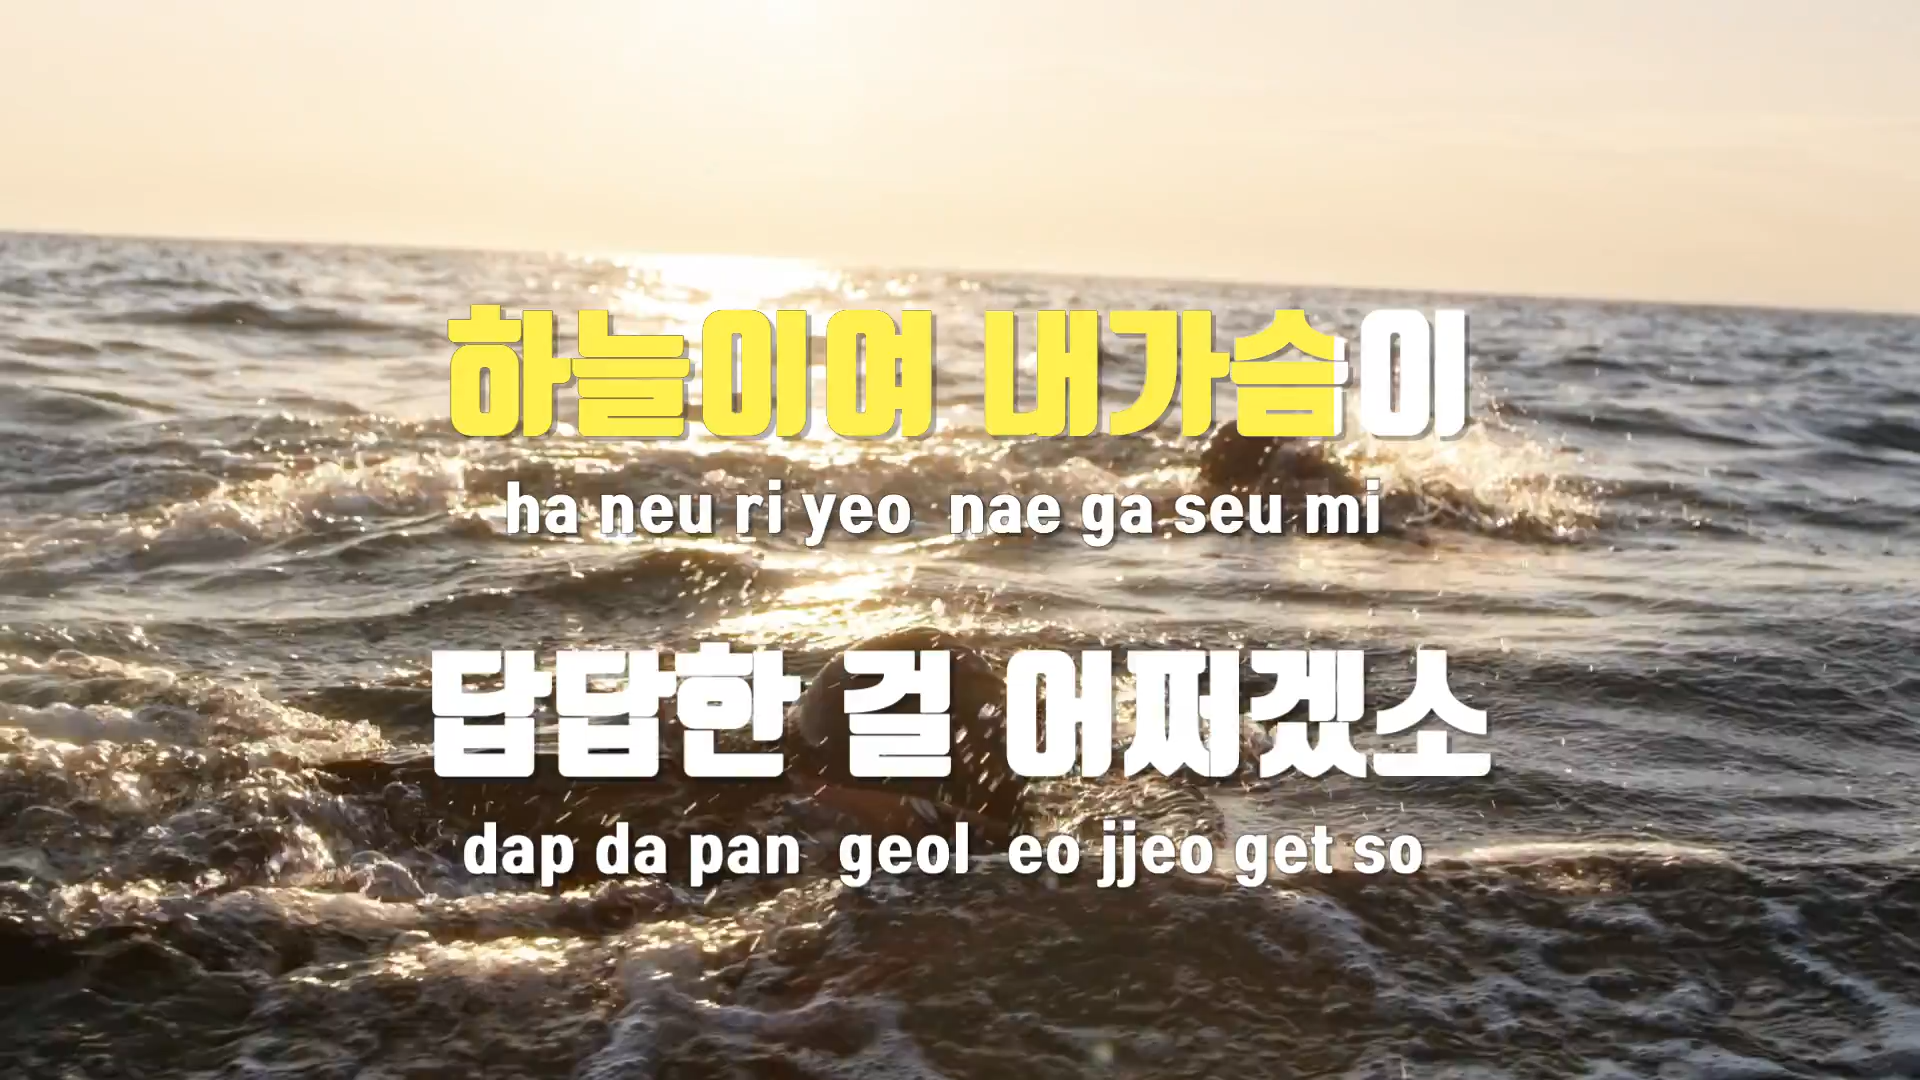 하늘이여 내가슴이
ha neu ri yeo nae ga seu mi
답답한 걸 어쩌겠소
dap da pan geol eo jjeo get so